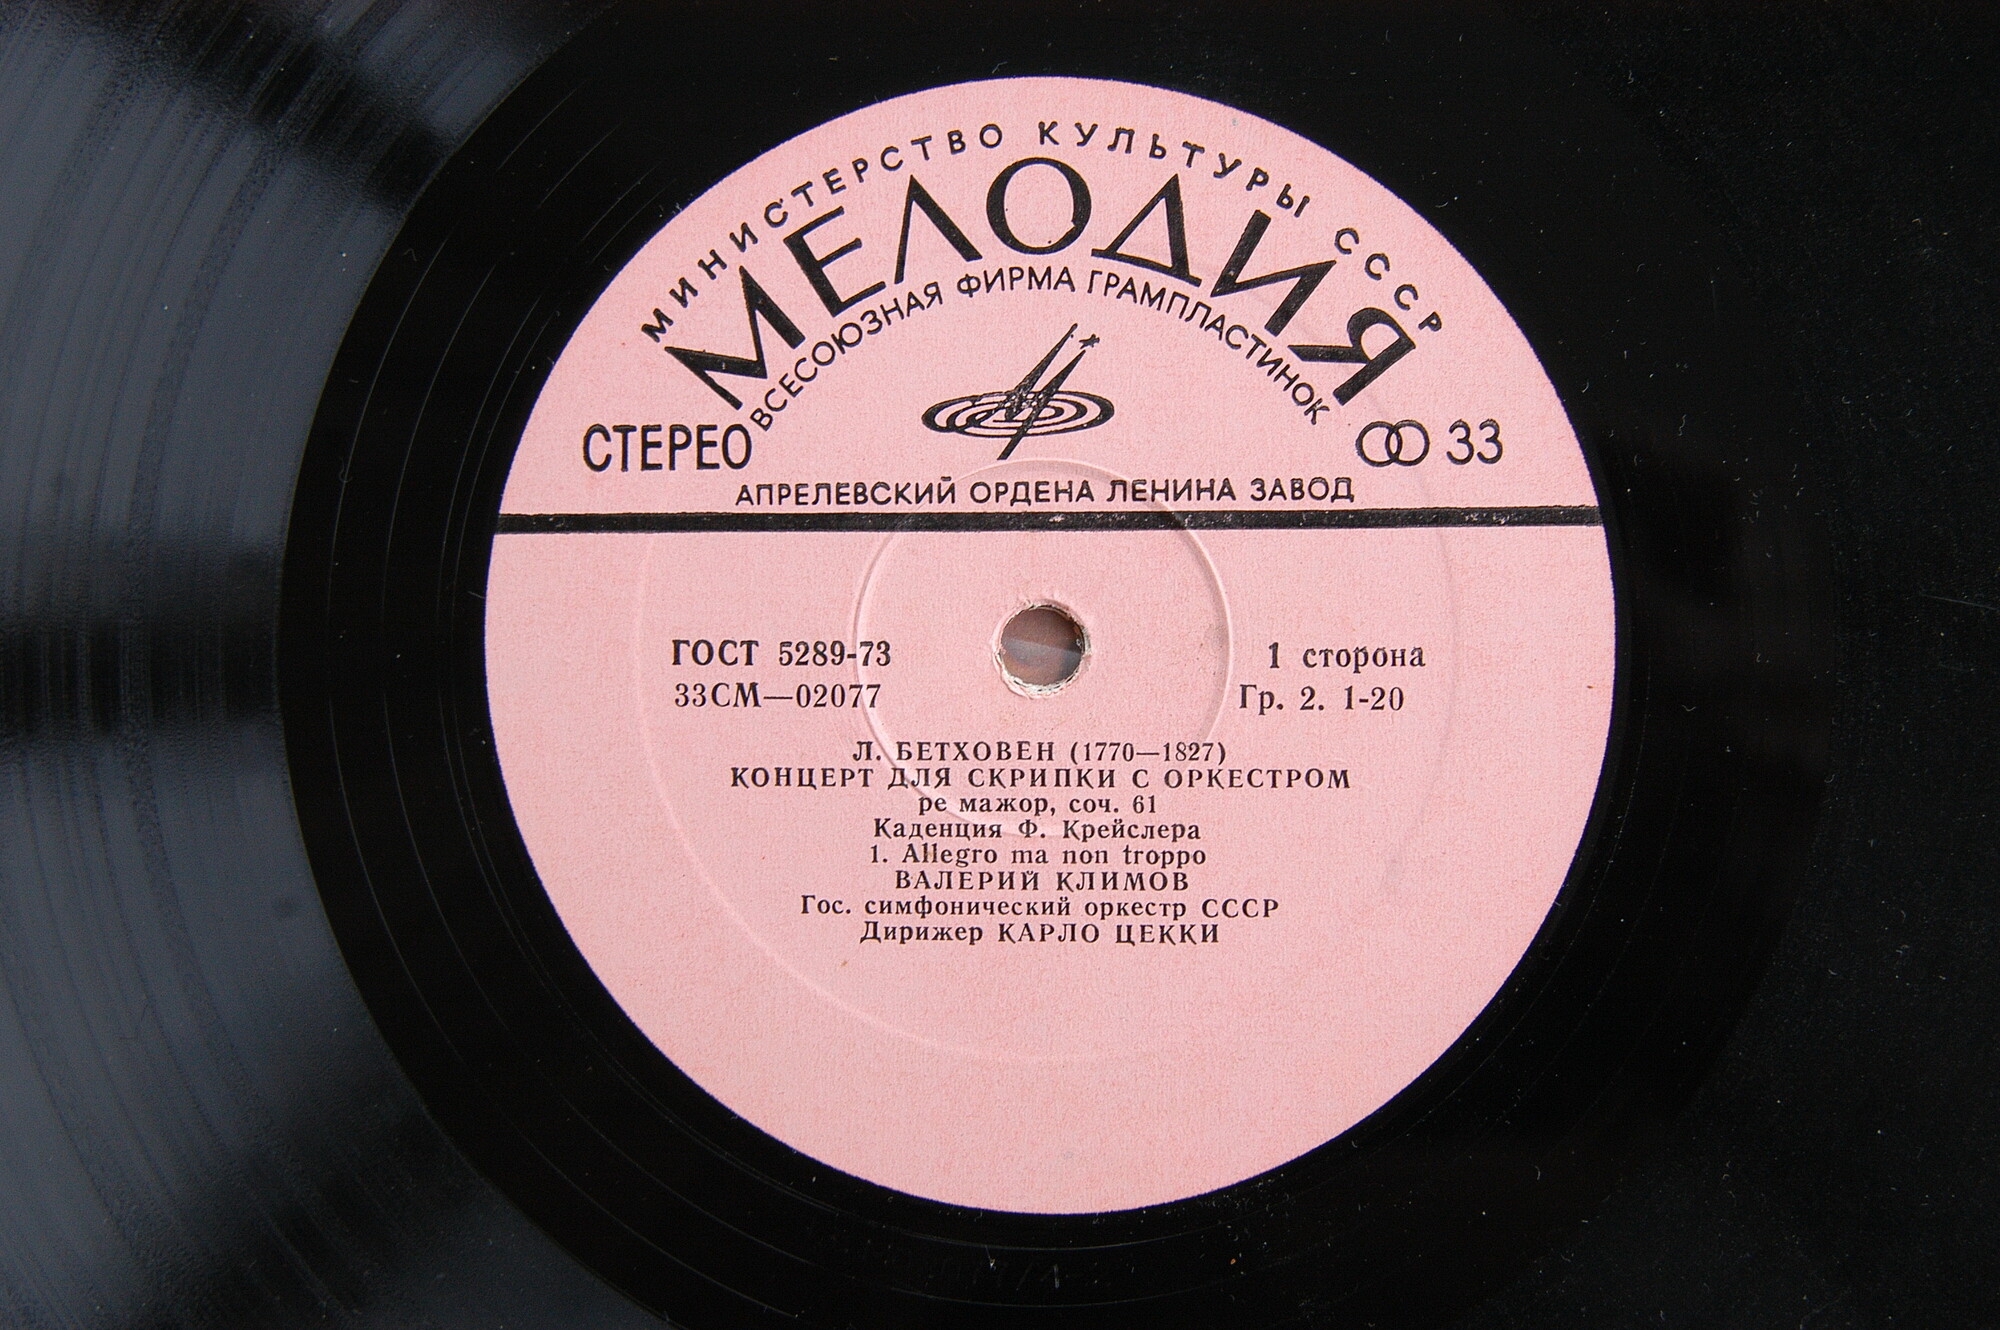 МИНИСТЕРСТВО КУЛЬТУРЫ СССР
МЕЛОДИЯ
ВСЕСОЮЗНАЯ ФИРМА ГРАМПЛАСТИНОК
СТЕРЕО
33
АПРЕЛЕВСКИЙ ОРДЕНА ЛЕНИНА ЗАВОД
ГОСТ 5289-73
33СМ—02077
1 сторона
Гр. 2. 1-20
Л. БЕТХОВЕН (1770—1827)
КОНЦЕРТ ДЛЯ СКРИПКИ С ОРКЕСТРОМ
ре мажор, соч. 61
Каденция Ф. Крейслера
1. Allegro ma non troppo
ВАЛЕРИЙ КЛИМОВ
Гос. симфонический оркестр СССР
Дирижер КАРЛО ЦЕККИ